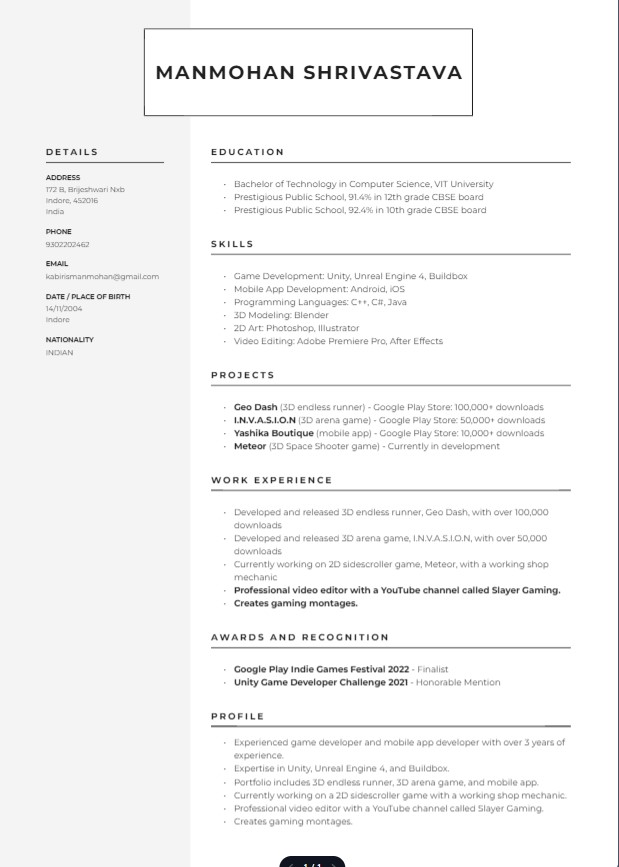 MANMOHAN SHRIVASTAVA
DETAILS
ADDRESS
172 B, Brijeshwari Nxb
Indore, 452016
India
PHONE
9302202462
EMAIL
kabirismanmohan@gmail.com
DATE / PLACE OF BIRTH
14/11/2004
Indore
NATIONALITY
INDIAN
EDUCATION
• Bachelor of Technology in Computer Science, VIT University
• Prestigious Public School, 91.4% in 12th grade CBSE board
• Prestigious Public School, 92.4% in 10th grade CBSE board
SKILLS
• Game Development: Unity, Unreal Engine 4, Buildbox
• Mobile App Development: Android, iOS
• Programming Languages: C++, C#, Java
• 3D Modeling: Blender
• 2D Art: Photoshop, Illustrator
• Video Editing: Adobe Premiere Pro, After Effects
PROJECTS
• Geo Dash (3D endless runner) - Google Play Store: 100,000+ downloads
• I.N.V.A.S.I.O.N (3D arena game) - Google Play Store: 50,000+ downloads
• Yashika Boutique (mobile app) - Google Play Store: 10,000+ downloads
• Meteor (3D Space Shooter game) - Currently in development
WORK EXPERIENCE
• Developed and released 3D endless runner, Geo Dash, with over 100,000
downloads
• Developed and released 3D arena game, I.N.V.A.S.I.O.N, with over 50,000
downloads
• Currently working on 2D sidescroller game, Meteor, with a working shop
mechanic
• Professional video editor with a YouTube channel called Slayer Gaming.
• Creates gaming montages.
AWARDS AND RECOGNITION
• Google Play Indie Games Festival 2022 - Finalist
• Unity Game Developer Challenge 2021 - Honorable Mention
PROFILE
• Experienced game developer and mobile app developer with over 3 years of
experience.
• Expertise in Unity, Unreal Engine 4, and Buildbox.
• Portfolio includes 3D endless runner, 3D arena game, and mobile app.
• Currently working on a 2D sidescroller game with a working shop mechanic.
• Professional video editor with a YouTube channel called Slayer Gaming.
• Creates gaming montages.
1 / 1